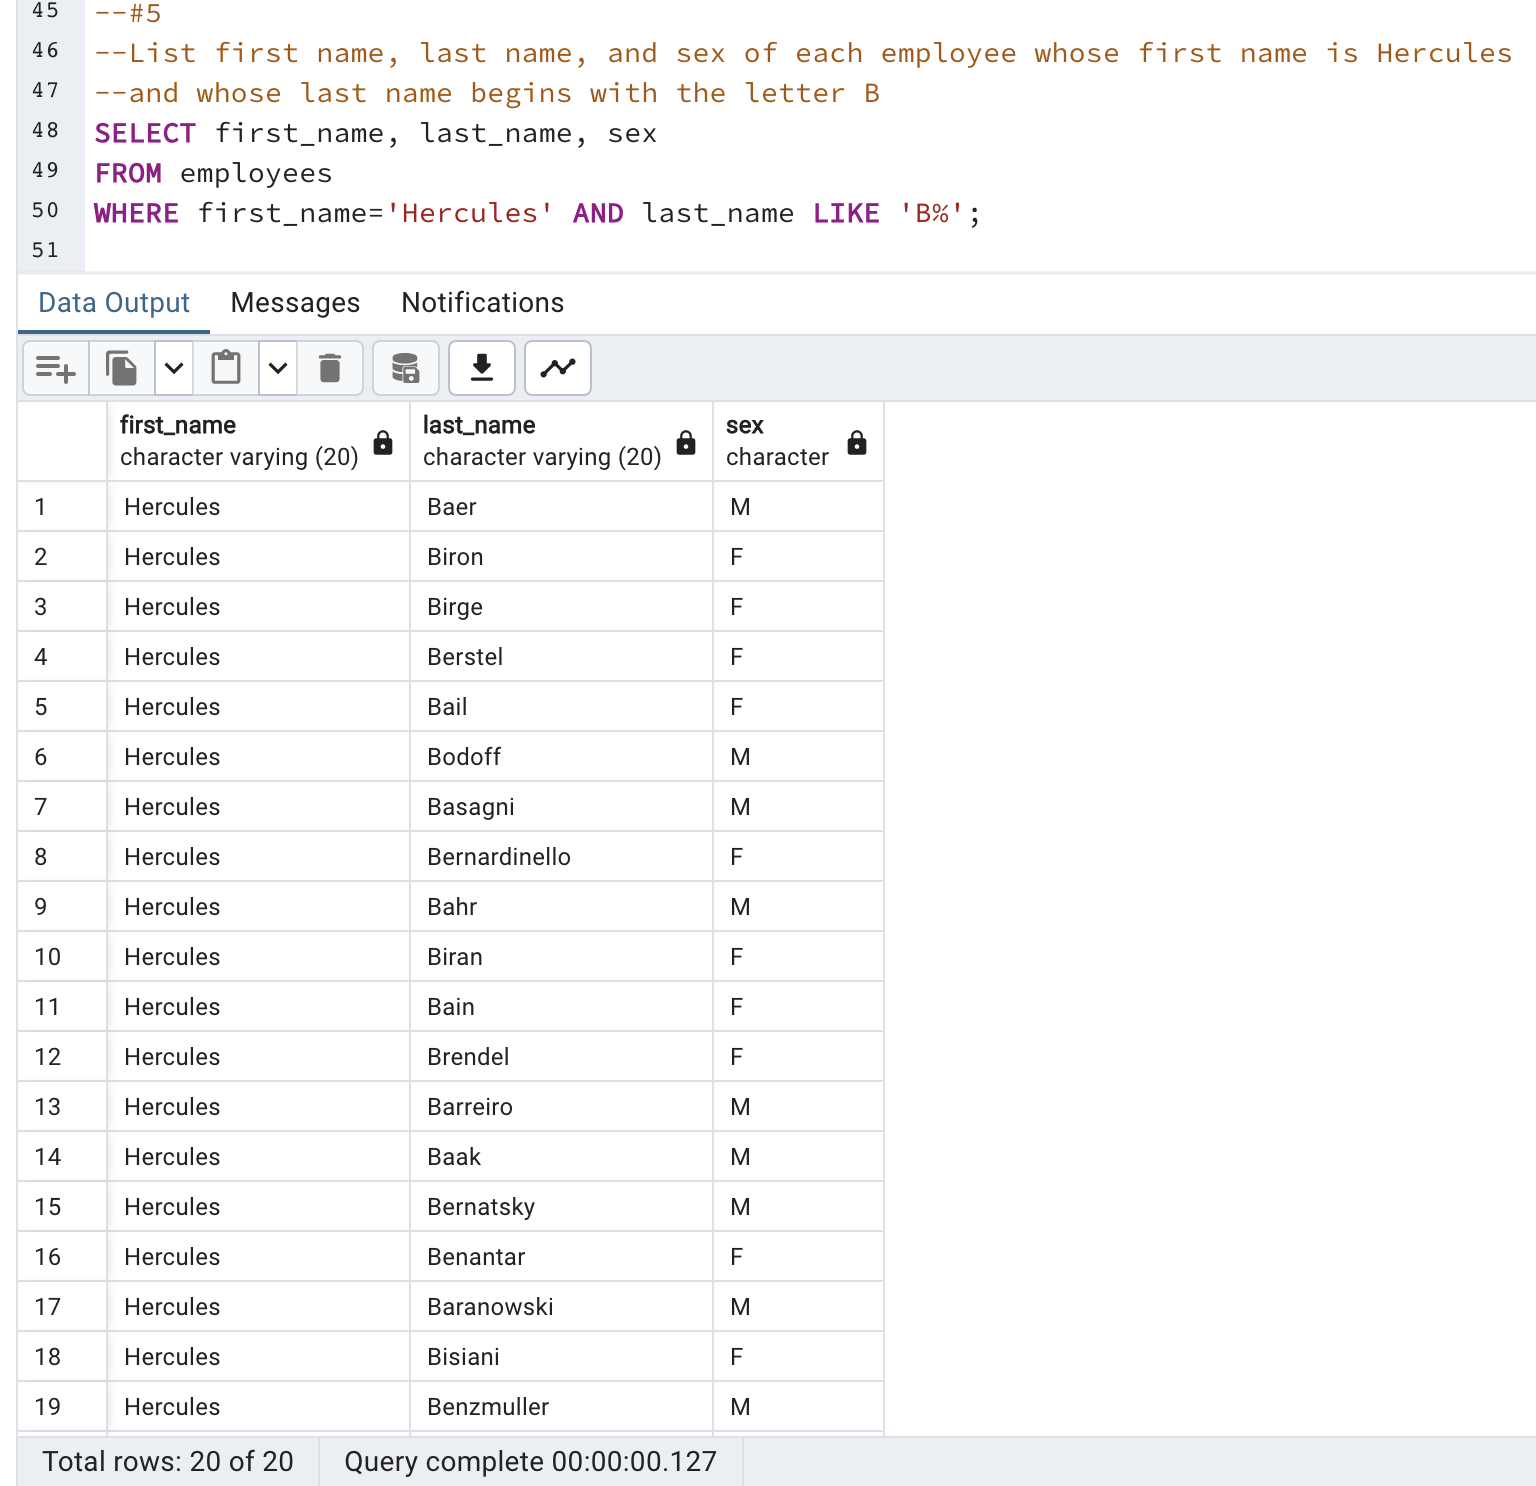 45 --#5
46 --List first name, last name, and sex of each employee whose first name is Hercules
47 --and whose last name begins with the letter B
48 SELECT first_name, last_name, sex
49 FROM employees
50 WHERE first_name='Hercules' AND last_name LIKE 'B%';
51
Data Output Messages Notifications
first_name last_name sex
character varying (20) character varying (20) character
1 Hercules Baer M
2 Hercules Biron F
3 Hercules Birge F
4 Hercules Berstel F
5 Hercules Bail F
6 Hercules Bodoff M
7 Hercules Basagni M
8 Hercules Bernardinello F
9 Hercules Bahr M
10 Hercules Biran F
11 Hercules Bain F
12 Hercules Brendel F
13 Hercules Barreiro M
14 Hercules Baak M
15 Hercules Bernatsky M
16 Hercules Benantar F
17 Hercules Baranowski M
18 Hercules Bisiani F
19 Hercules Benzmuller M
Total rows: 20 of 20 Query complete 00:00:00.127